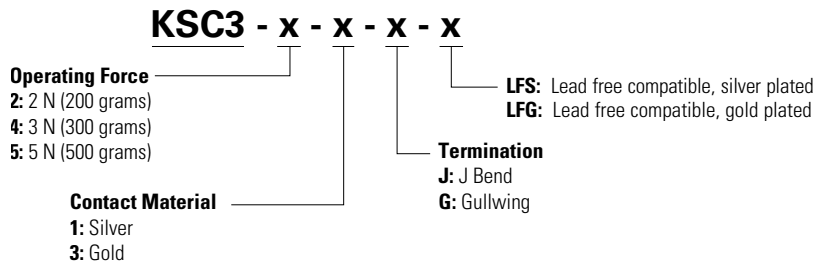 KSC3 - x - x - x - x
Operating Force
2: 2 N (200 grams)
4: 3 N (300 grams)
5: 5 N (500 grams)
Contact Material
1: Silver
3: Gold
Termination
J: J Bend
G: Gullwing
LFS: Lead free compatible, silver plated
LFG: Lead free compatible, gold plated